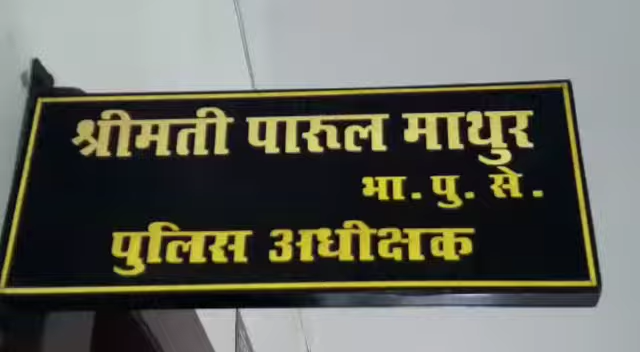 श्रीमती पारूल माथुर
भा. पु. से.
पुलिस अधीक्षक